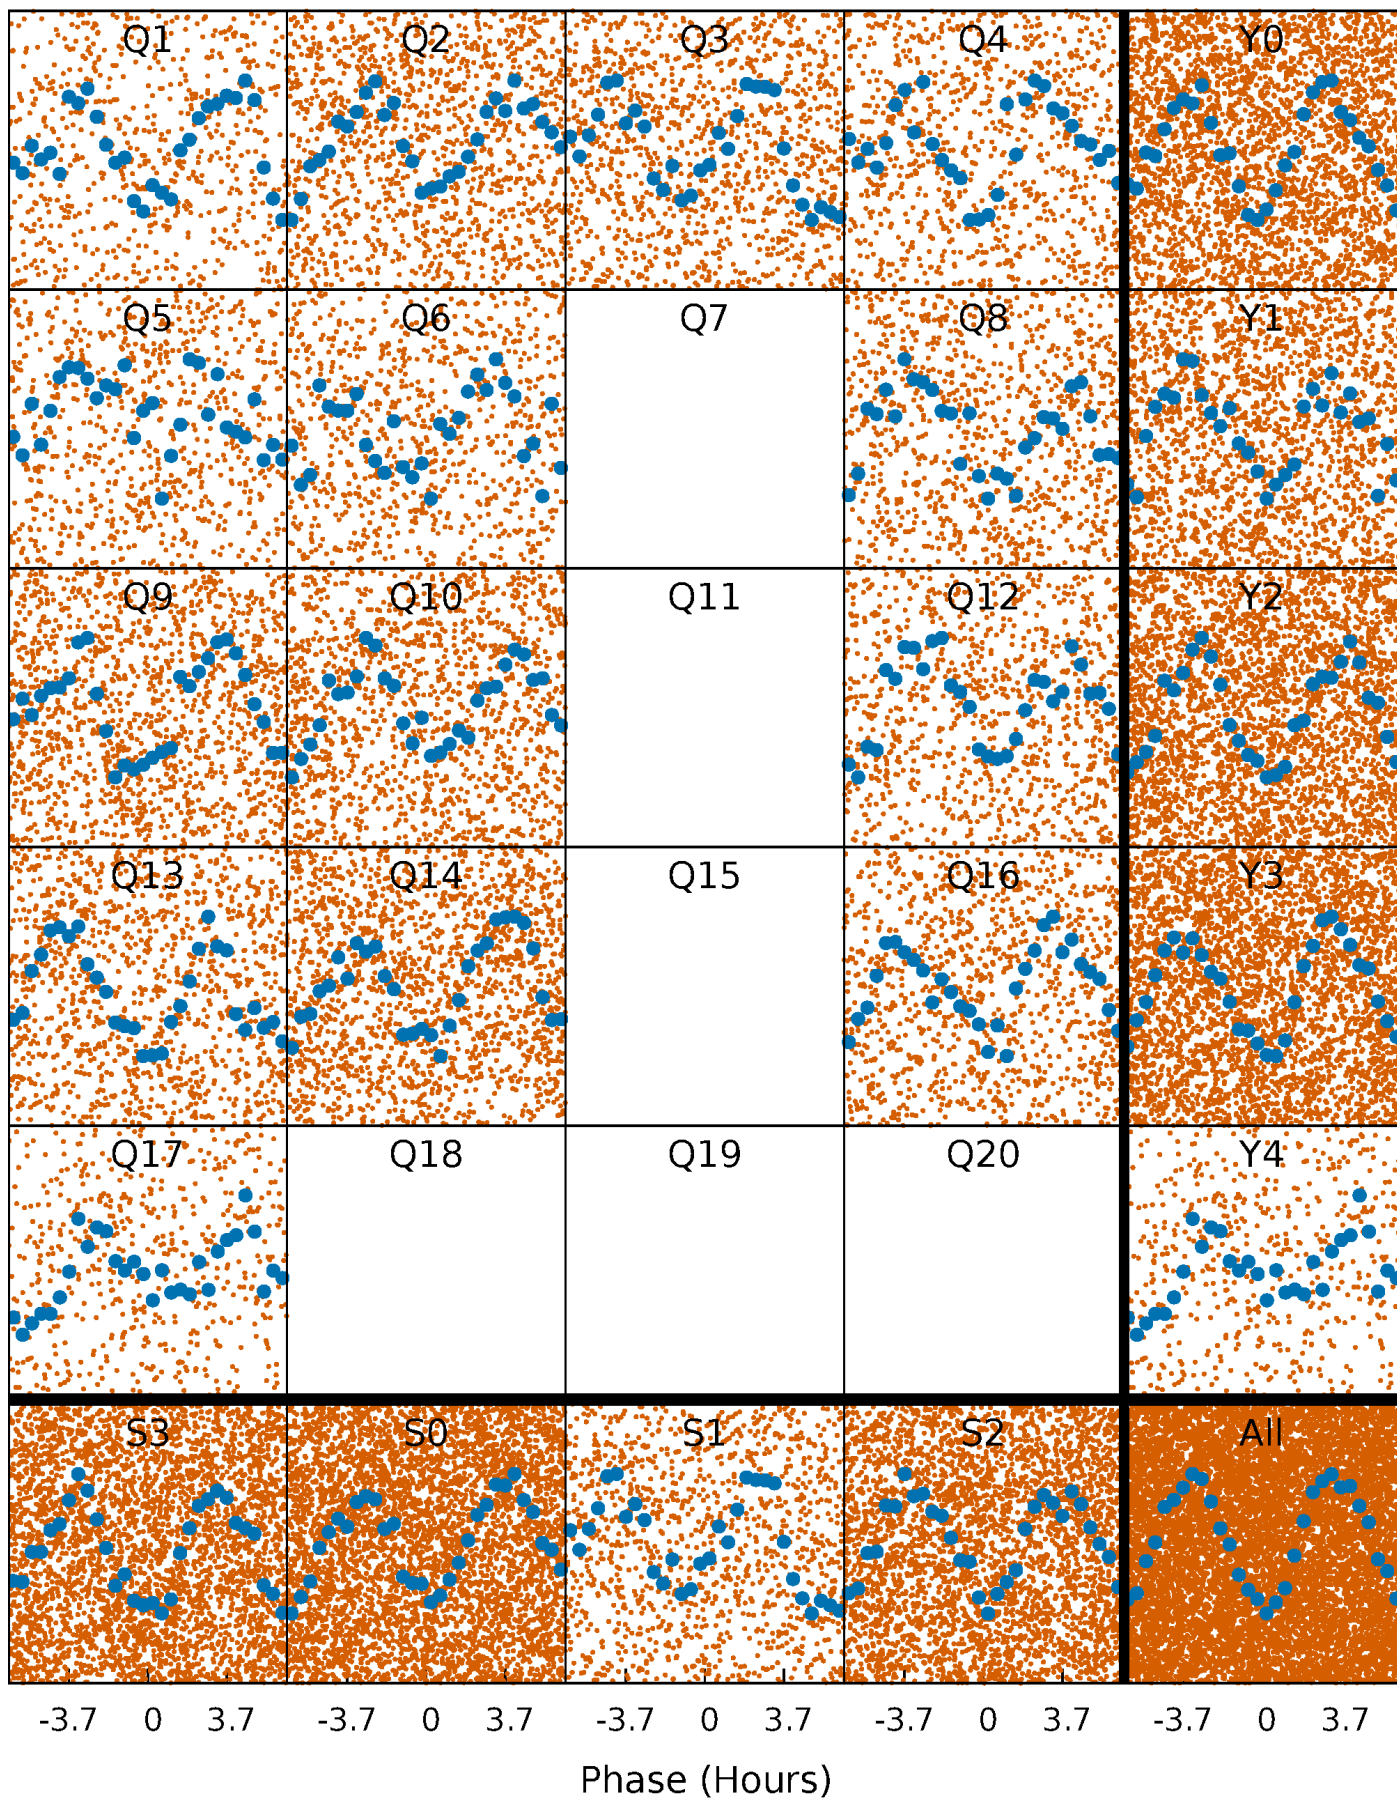 Q1 Q2 Q3 Q4 Y0
Q5 Q6 Q7 Q8 Y1
Q9 Q10 Q11 Q12 Y2
Q13 Q14 Q15 Q16 Y3
Q17 Q18 Q19 Q20 Y4
S3 S0 S1 S2 All
-3.7 0 3.7 -3.7 0 3.7 -3.7 0 3.7 -3.7 0 3.7 -3.7 0 3.7
Phase (Hours)